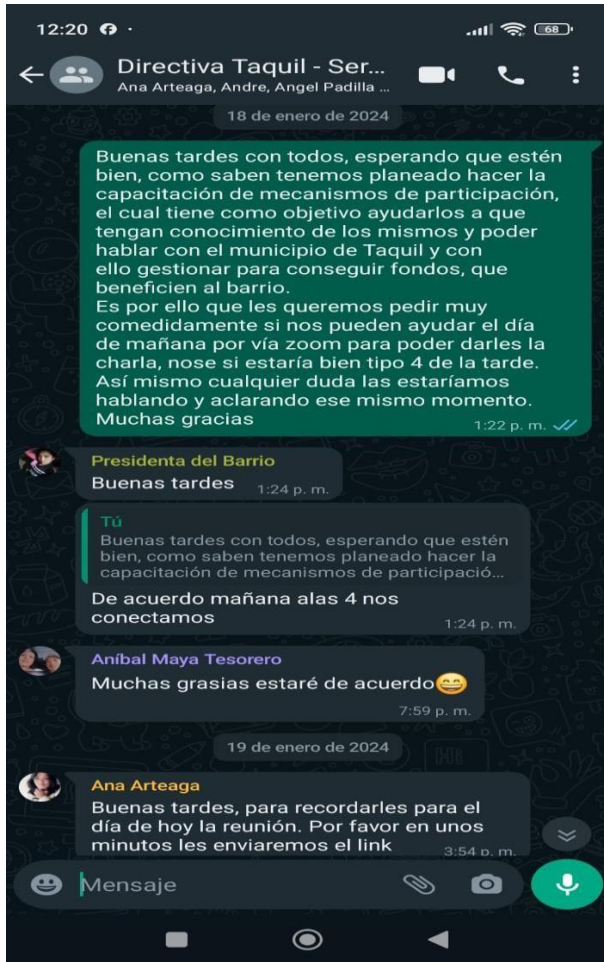 12:20
68
Directiva Taquil - Ser...
Ana Arteaga, Andre, Angel Padilla ...
18 de enero de 2024
Buenas tardes con todos, esperando que estén
bien, como saben tenemos planeado hacer la
capacitación de mecanismos de participación,
el cual tiene como objetivo ayudarlos a que
tengan conocimiento de los mismos y poder
hablar con el municipio de Taquil y con
ello gestionar para conseguir fondos, que
beneficien al barrio.
Es por ello que les queremos pedir muy
comedidamente si nos pueden ayudar el día
de mañana por vía zoom para poder darles la
charla, nose si estaría bien tipo 4 de la tarde.
Así mismo cualquier duda las estaríamos
hablando y aclarando ese mismo momento.
Muchas gracias
1:22 p. m.
Presidenta del Barrio
Buenas tardes 1:24 p. m.
Tú
Buenas tardes con todos, esperando que estén
bien, como saben tenemos planeado hacer la
capacitación de mecanismos de participació...
De acuerdo mañana alas 4 nos
conectamos
1:24 p. m.
Aníbal Maya Tesorero
Muchas grasias estaré de acuerdo😄
7:59 p. m.
19 de enero de 2024
Ana Arteaga
Buenas tardes, para recordarles para el
día de hoy la reunión. Por favor en unos
minutos les enviaremos el link
3:54 p. m.
Mensaje